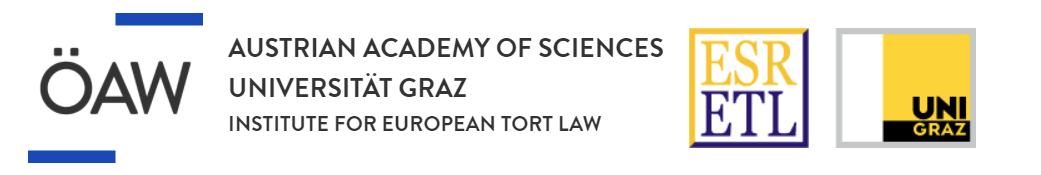 ÖAW
AUSTRIAN ACADEMY OF SCIENCES
UNIVERSITÄT GRAZ
INSTITUTE FOR EUROPEAN TORT LAW
ESR
ETL
UNI
GRAZ